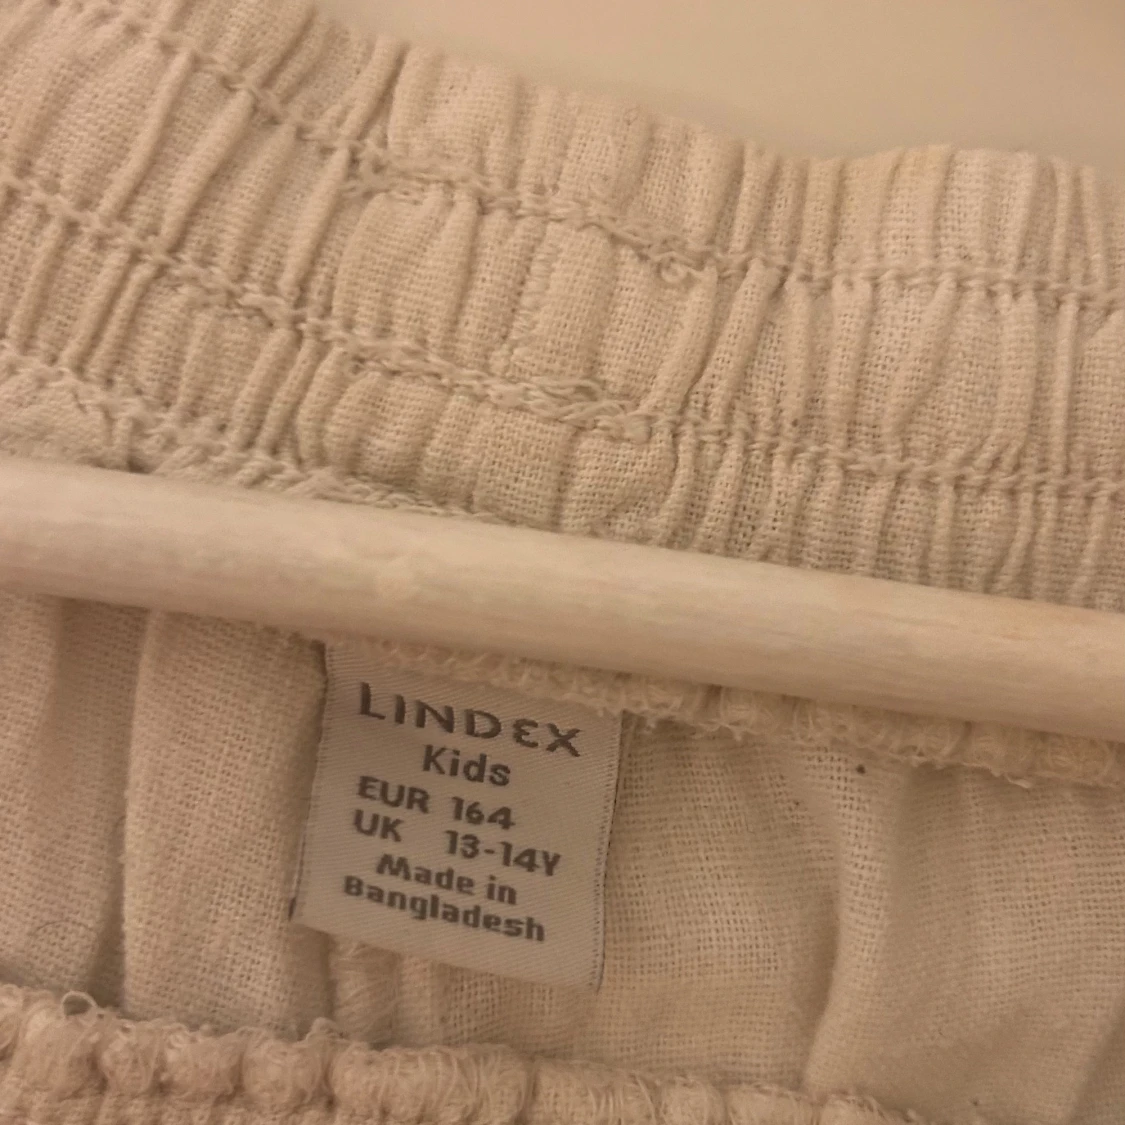 LINDEX
Kids
EUR 164
UK 13-14Y
Made in
Bangladesh